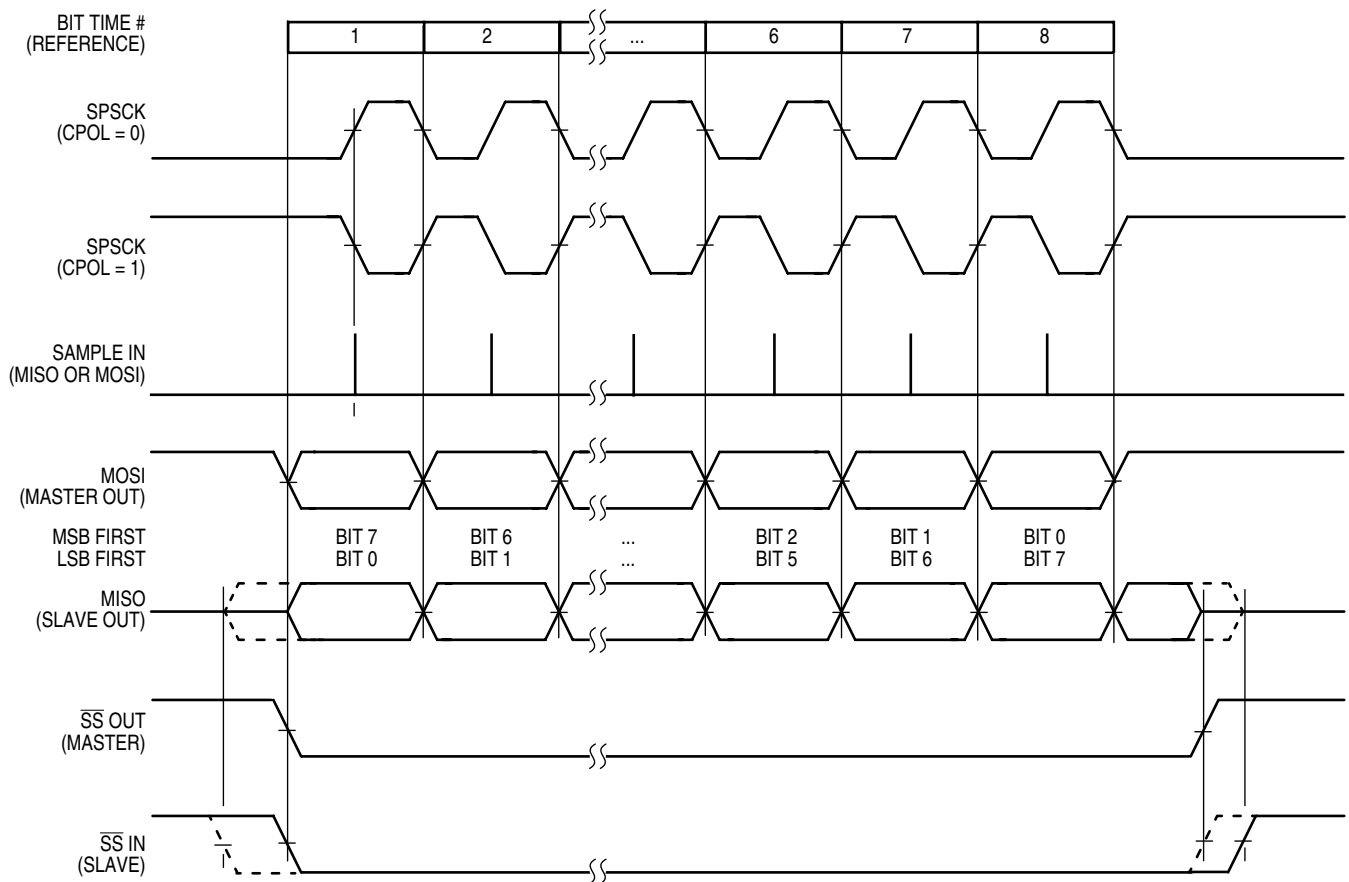 BIT TIME #
(REFERENCE)
1 2 ... 6 7 8
SPSCK
(CPOL = 0)
SPSCK
(CPOL = 1)
SAMPLE IN
(MISO OR MOSI)
MOSI
(MASTER OUT)
MSB FIRST BIT 7 BIT 6 ... BIT 2 BIT 1 BIT 0
LSB FIRST BIT 0 BIT 1 ... BIT 5 BIT 6 BIT 7
MISO
(SLAVE OUT)
S̅S̅ OUT
(MASTER)
S̅S̅ IN
(SLAVE)